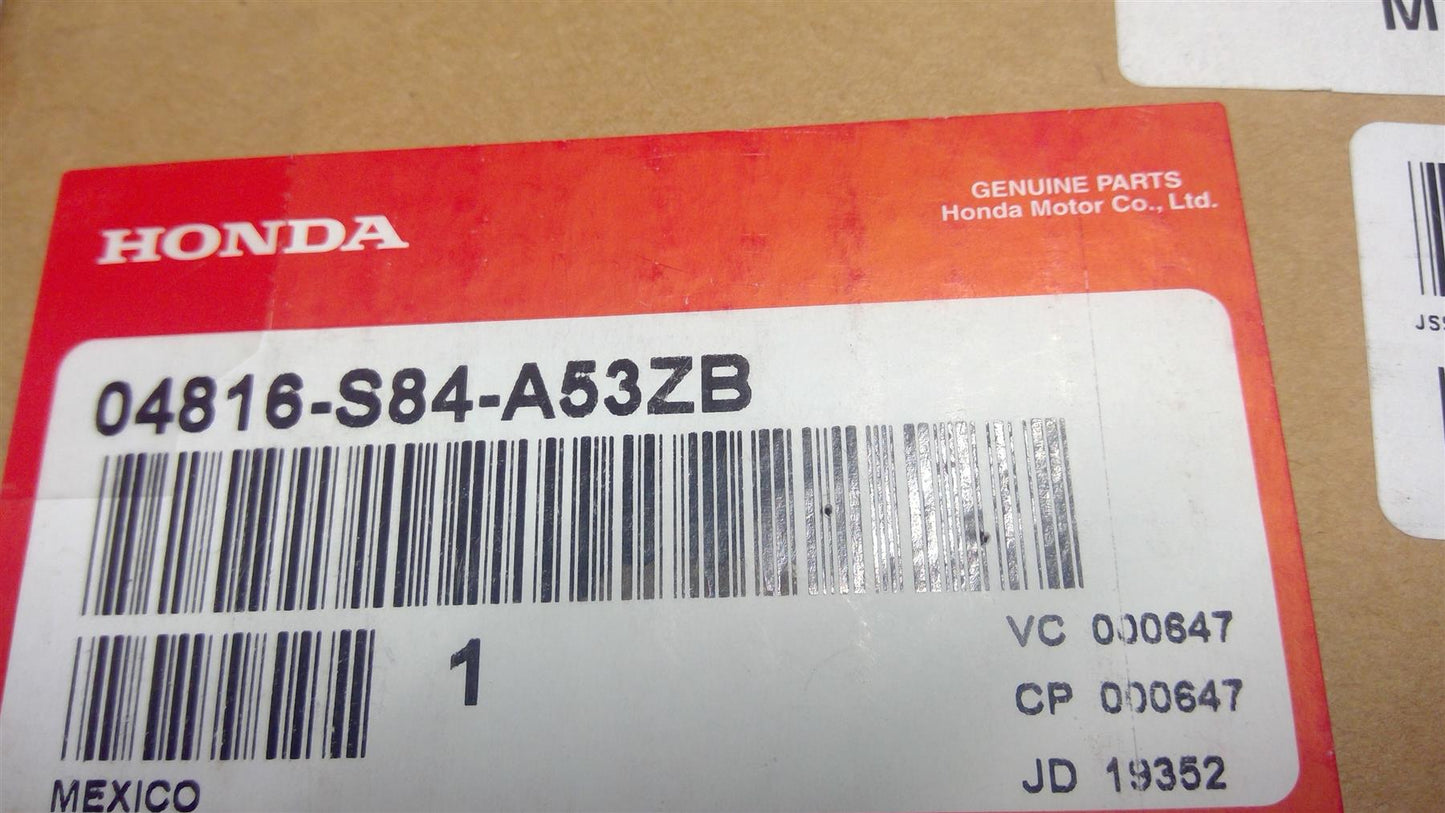 HONDA
GENUINE PARTS
Honda Motor Co., Ltd.
04816-S84-A53ZB
1
VC 000647
CP 000647
JD 19352
MEXICO
M